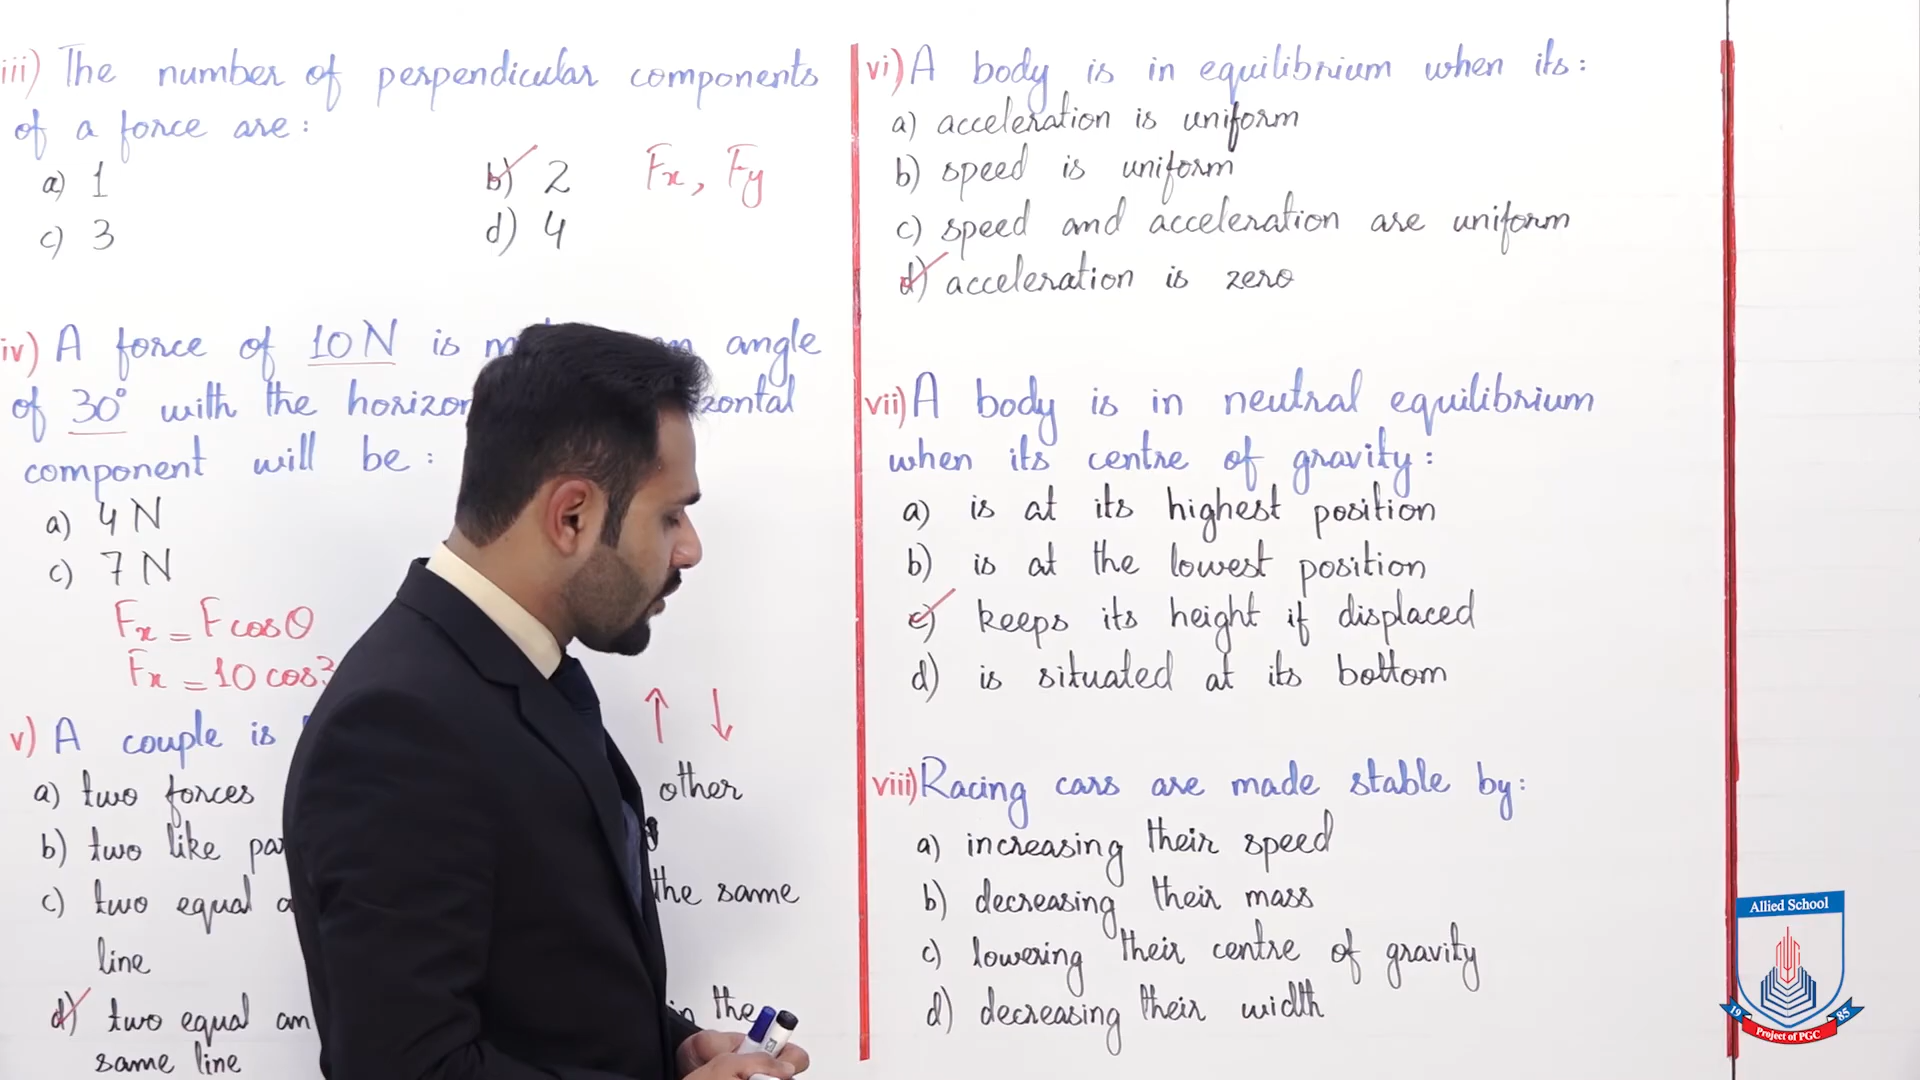 iii) The number of perpendicular components
of a force are:
a) 1
b) 2
Fx, Fy
c) 3
d) 4
iv) A force of 10 N is angle
of 30° with the
component will be:
a) 4 N
c) 7 N
Fx = F cosθ
Fx = 10 cos
v) A couple is
a) two forces other
b) two like
c) two equal the same
line
d) two equal in the
same line
vi) A body is in equilibrium when its:
a) acceleration is uniform
b) speed is uniform
c) speed and acceleration are uniform
d) acceleration is zero
vii) A body is in neutral equilibrium
when its centre of gravity:
a) is at its highest position
b) is at the lowest position
c) keeps its height if displaced
d) is situated at its bottom
viii) Racing cars are made stable by:
a) increasing their speed
b) decreasing their mass
c) lowering their centre of gravity
d) decreasing their width
Allied School
19 85
Project of PGC